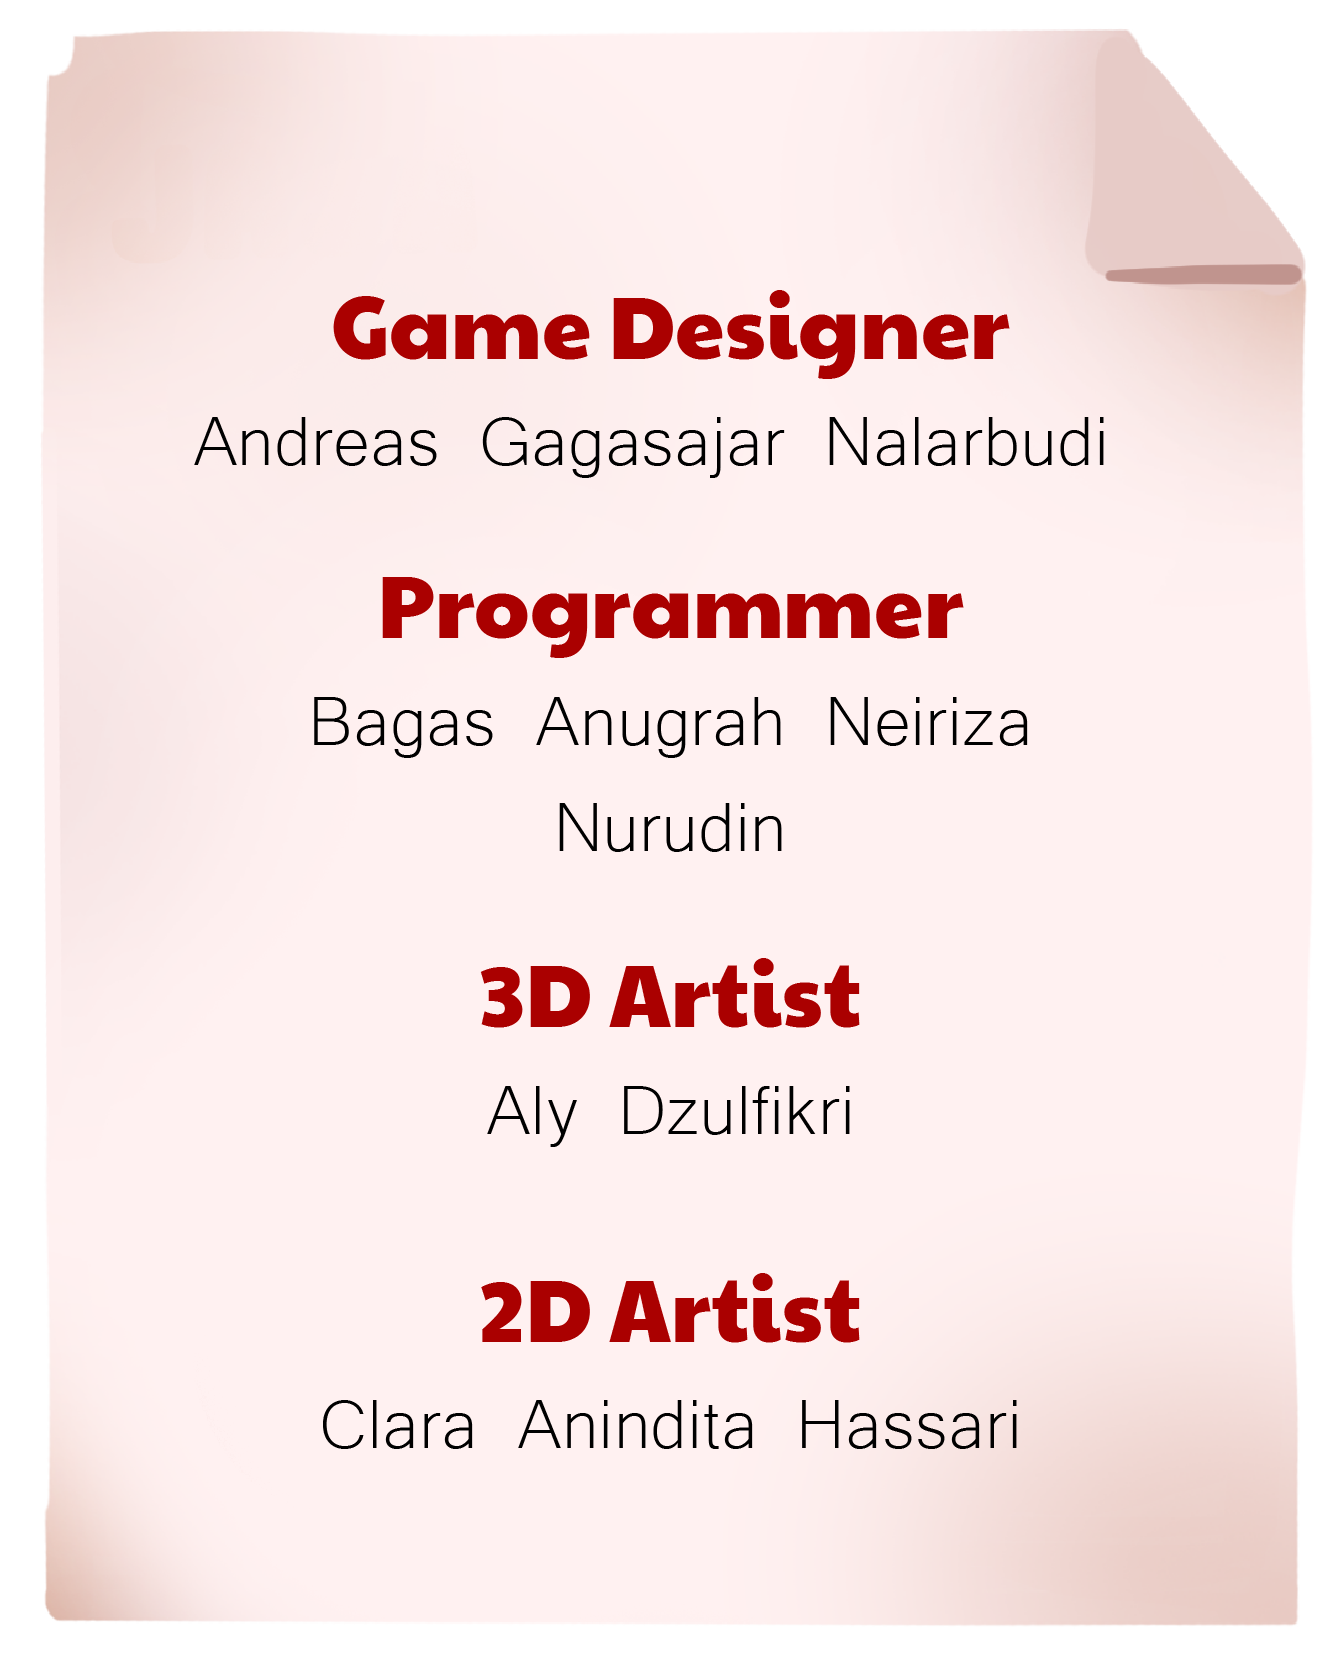 Game Designer
Andreas Gagasajar Nalarbudi
Programmer
Bagas Anugrah Neiriza
Nurudin
3D Artist
Aly Dzulfikri
2D Artist
Clara Anindita Hassari